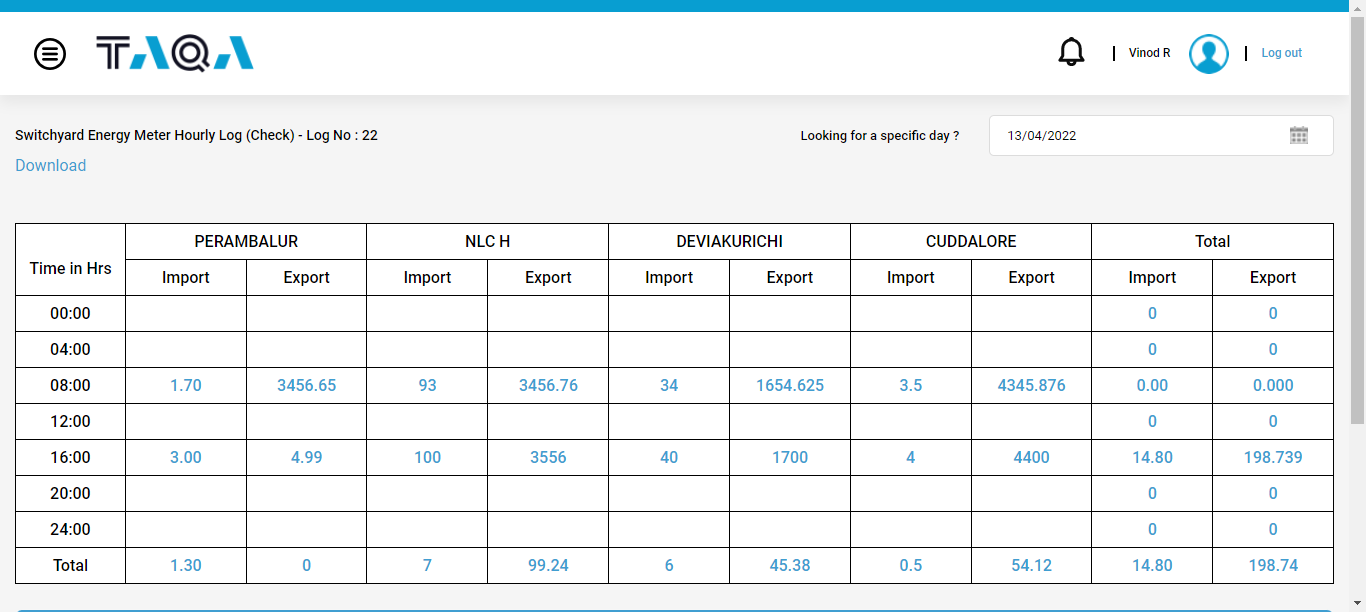 TAQA
Vinod R
Log out
Switchyard Energy Meter Hourly Log (Check) - Log No : 22
Looking for a specific day ?
13/04/2022
Download
Time in Hrs PERAMBALUR NLC H DEVIAKURICHI CUDDALORE Total
Import Export Import Export Import Export Import Export Import Export
00:00 0 0
04:00 0 0
08:00 1.70 3456.65 93 3456.76 34 1654.625 3.5 4345.876 0.00 0.000
12:00 0 0
16:00 3.00 4.99 100 3556 40 1700 4 4400 14.80 198.739
20:00 0 0
24:00 0 0
Total 1.30 0 7 99.24 6 45.38 0.5 54.12 14.80 198.74